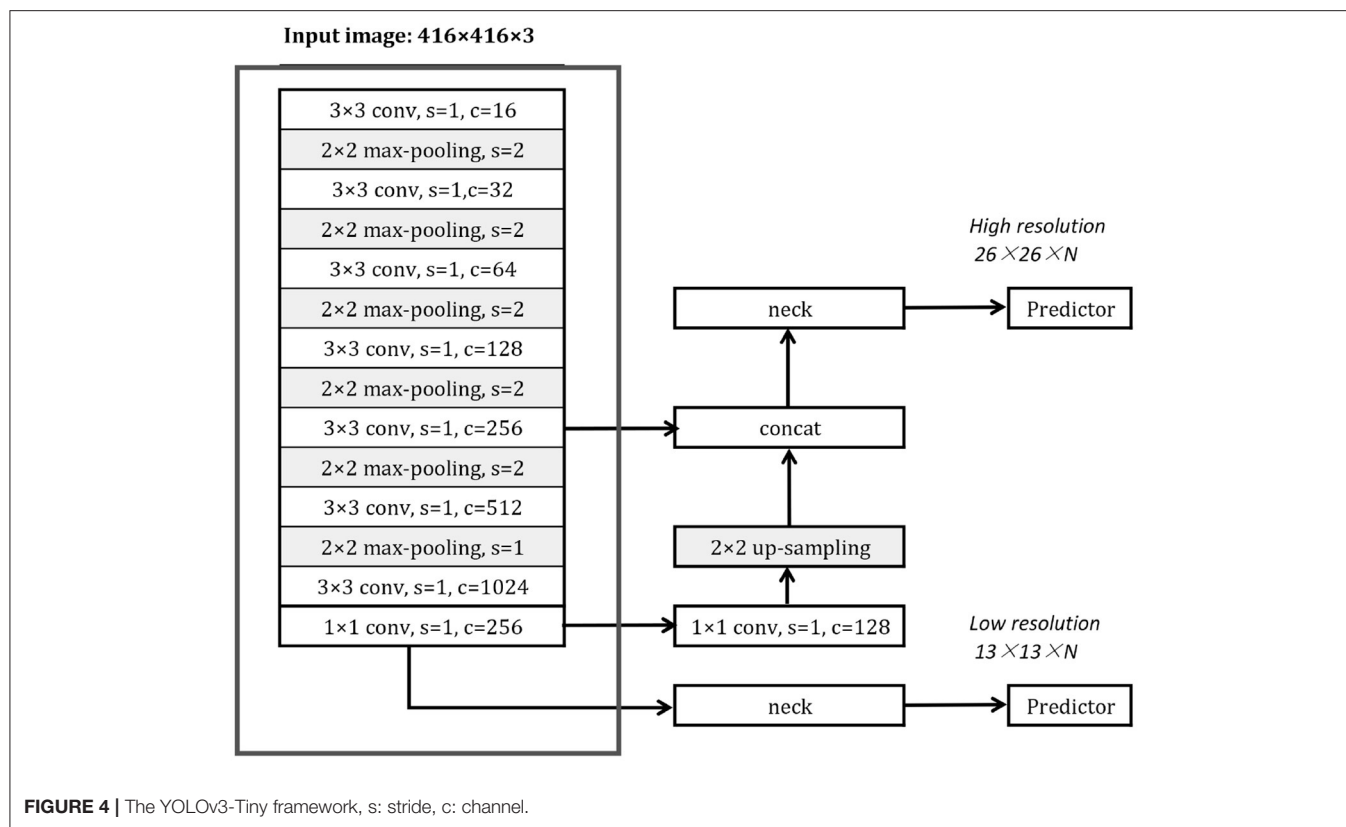 Input image: 416×416×3
3×3 conv, s=1, c=16
2×2 max-pooling, s=2
3×3 conv, s=1,c=32
2×2 max-pooling, s=2
3×3 conv, s=1, c=64
2×2 max-pooling, s=2
3×3 conv, s=1, c=128
2×2 max-pooling, s=2
3×3 conv, s=1, c=256
2×2 max-pooling, s=2
3×3 conv, s=1, c=512
2×2 max-pooling, s=1
3×3 conv, s=1, c=1024
1×1 conv, s=1, c=256
neck
concat
2×2 up-sampling
1×1 conv, s=1, c=128
neck
High resolution
26×26×N
Predictor
Low resolution
13×13×N
Predictor
FIGURE 4 | The YOLOv3-Tiny framework, s: stride, c: channel.